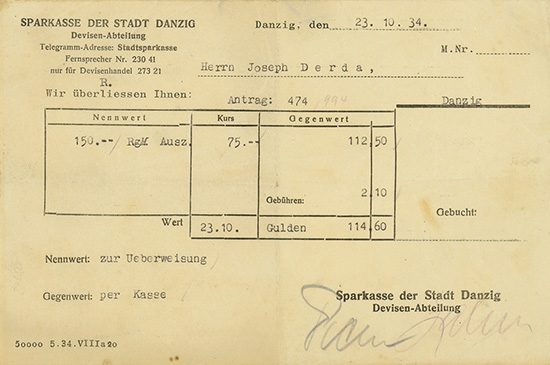 SPARKASSE DER STADT DANZIG
Devisen-Abteilung
Telegramm-Adresse: Stadtsparkasse
Fernsprecher Nr. 230 41
nur für Devisenhandel 273 21
R.
Danzig, den 23. 10. 34.
M.Nr.
Herrn Joseph Derda,
Wir überliessen Ihnen:
Antrag: 474
Danzig
Nennwert Kurs Gegenwert
150.-- RgM Ausz. 75.-- 112,50
Gebühren: 2,10
Wert 23.10. Gulden 114,60
Gebucht:
Nennwert: zur Ueberweisung
Gegenwert: per Kasse
Sparkasse der Stadt Danzig
Devisen-Abteilung
50000 5.34.VIIIa20